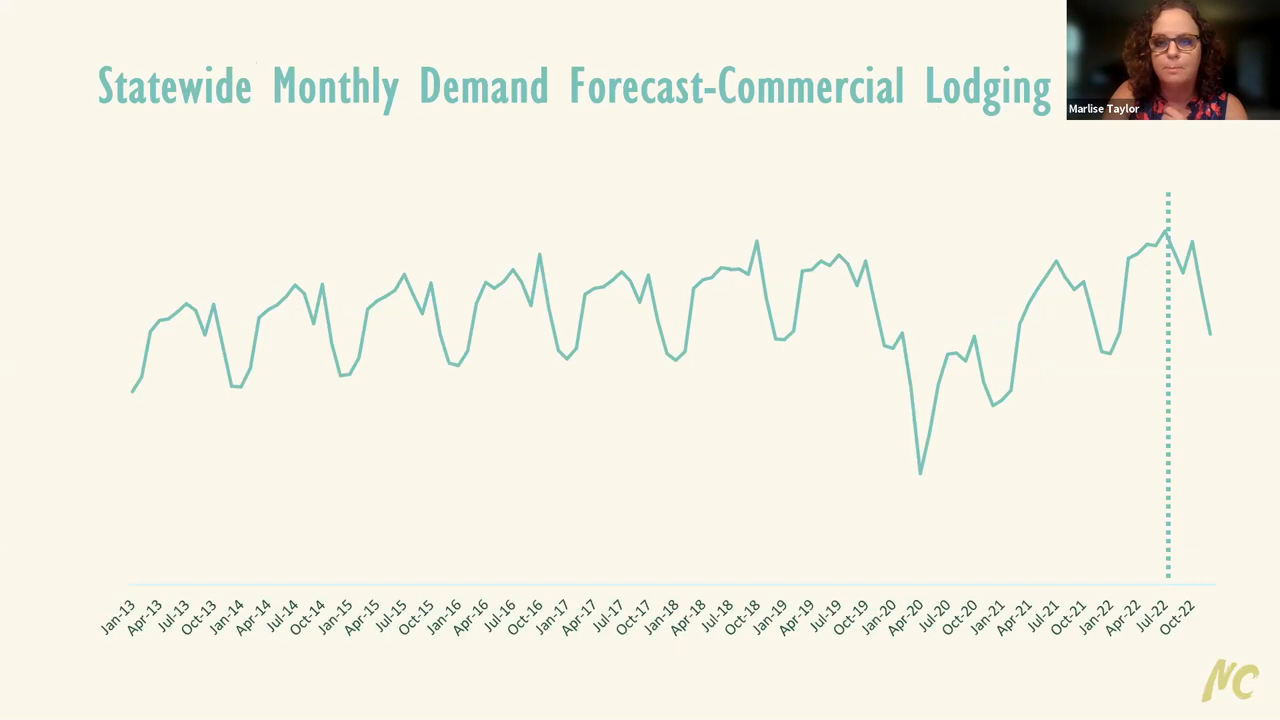 Statewide Monthly Demand Forecast-Commercial Lodging
Marlise Taylor
Jan-13 Apr-13 Jul-13 Oct-13 Jan-14 Apr-14 Jul-14 Oct-14 Jan-15 Apr-15 Jul-15 Oct-15 Jan-16 Apr-16 Jul-16 Oct-16 Jan-17 Apr-17 Jul-17 Oct-17 Jan-18 Apr-18 Jul-18 Oct-18 Jan-19 Apr-19 Jul-19 Oct-19 Jan-20 Apr-20 Jul-20 Oct-20 Jan-21 Apr-21 Jul-21 Oct-21 Jan-22 Apr-22 Jul-22 Oct-22
NC